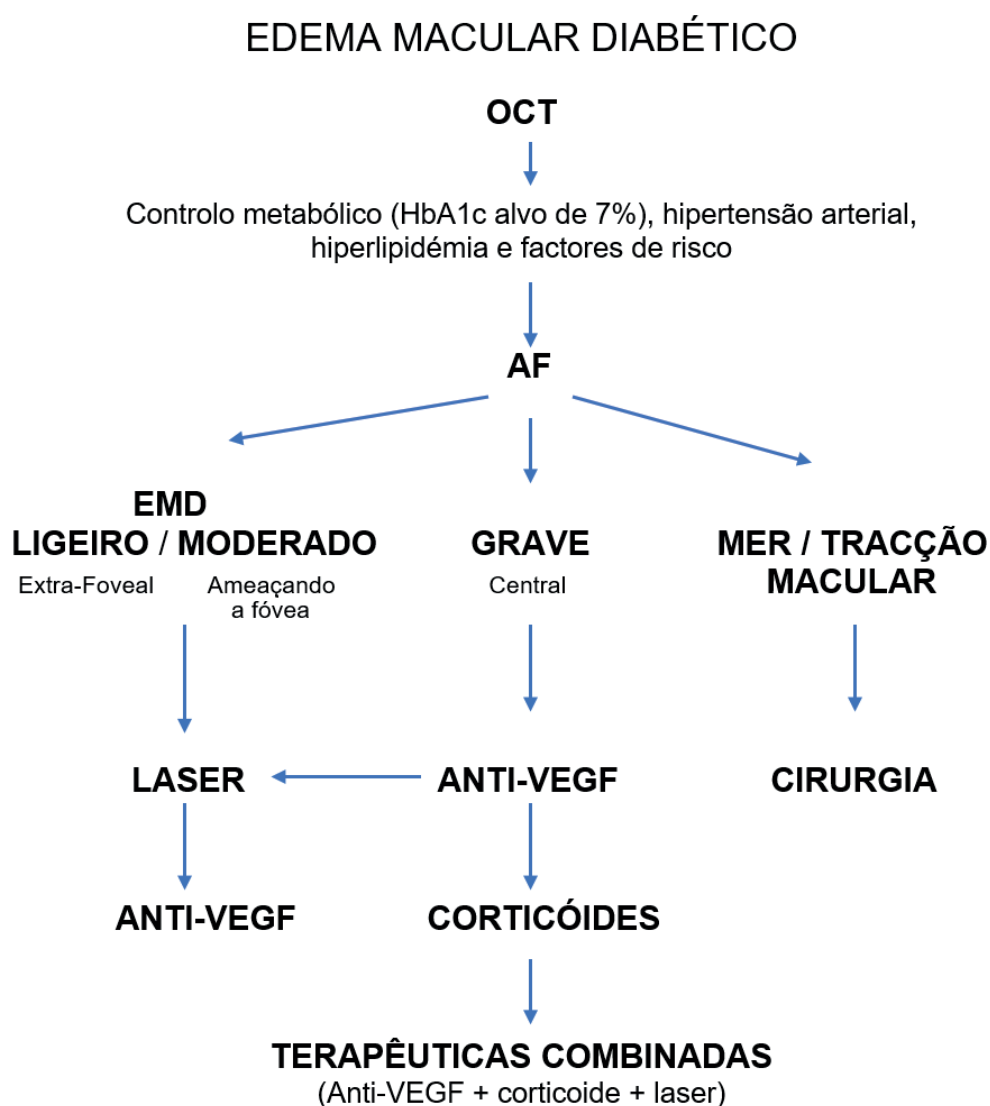 EDEMA MACULAR DIABÉTICO
OCT
Controlo metabólico (HbA1c alvo de 7%), hipertensão arterial,
hiperlipidémia e factores de risco
AF
EMD
LIGEIRO / MODERADO
Extra-Foveal
Ameaçando
a fóvea
GRAVE
Central
MER / TRACÇÃO
MACULAR
LASER
ANTI-VEGF
CIRURGIA
ANTI-VEGF
CORTICÓIDES
TERAPÊUTICAS COMBINADAS
(Anti-VEGF + corticoide + laser)